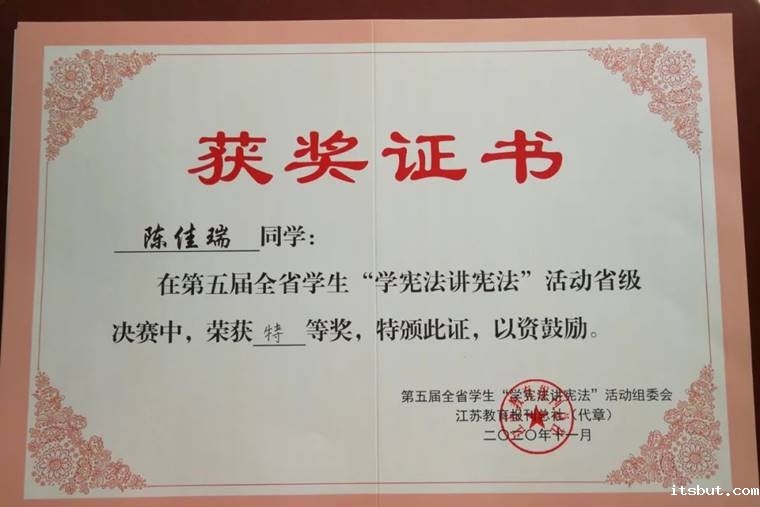 获奖证书
陈佳瑞 同学：
在第五届全省学生“学宪法讲宪法”活动省级
决赛中，荣获 特 等奖，特颁此证，以资鼓励。
第五届全省学生“学宪法讲宪法”活动组委会
江苏教育报刊总社（代章）
二〇二〇年十一月
itsbut.com